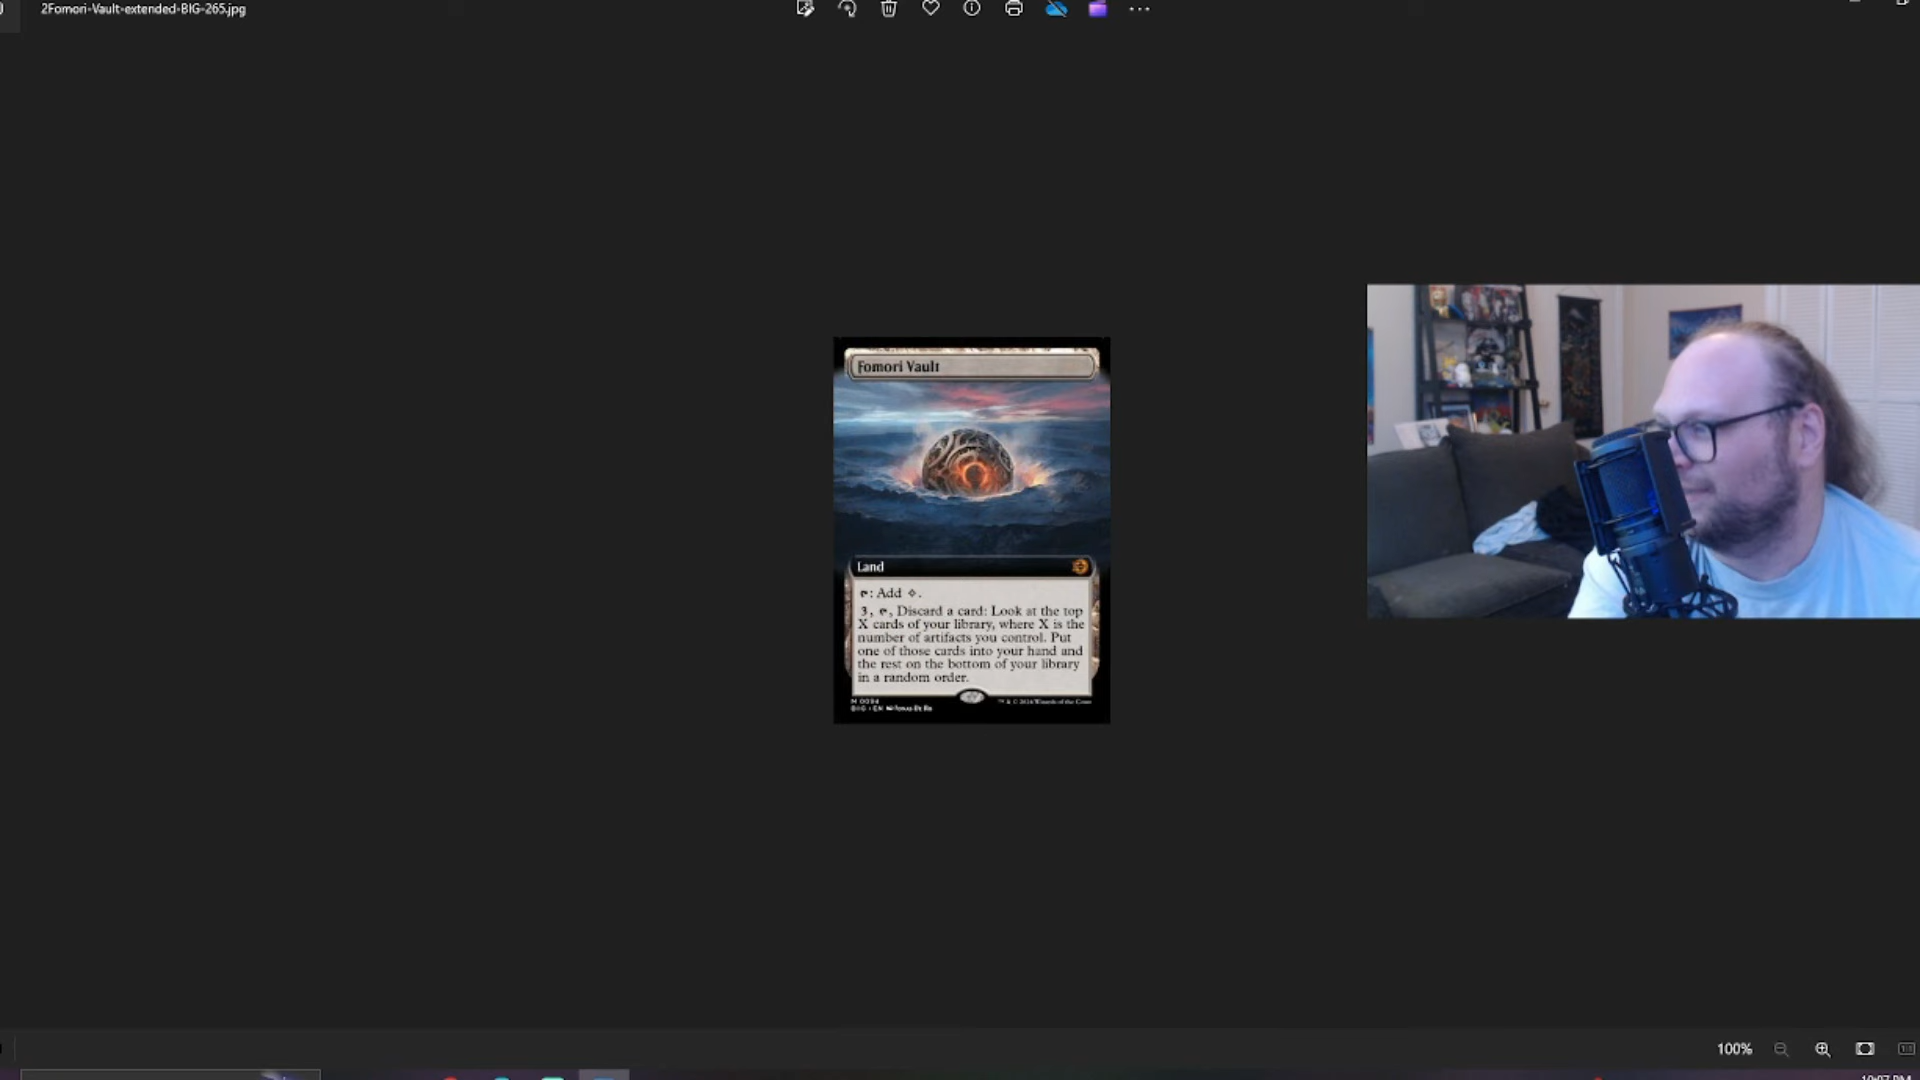 2Fomori-Vault-extended-BIG-265.jpg
Fomori Vault
Land
: Add .
3, , Discard a card: Look at the top
X cards of your library, where X is the
number of artifacts you control. Put
one of those cards into your hand and
the rest on the bottom of your library
in a random order.
BIG · EN
100%